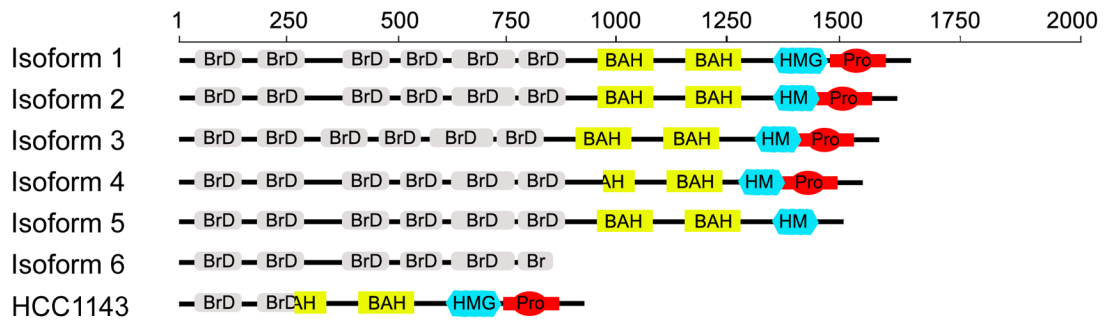 1 250 500 750 1000 1250 1500 1750 2000
Isoform 1 BrD BrD BrD BrD BrD BrD BAH BAH HMG Pro
Isoform 2 BrD BrD BrD BrD BrD BrD BAH BAH HM Pro
Isoform 3 BrD BrD BrD BrD BrD BrD BAH BAH HM Pro
Isoform 4 BrD BrD BrD BrD BrD BrD AH BAH HM Pro
Isoform 5 BrD BrD BrD BrD BrD BrD BAH BAH HM
Isoform 6 BrD BrD BrD BrD BrD Br
HCC1143 BrD BrD AH BAH HMG Pro